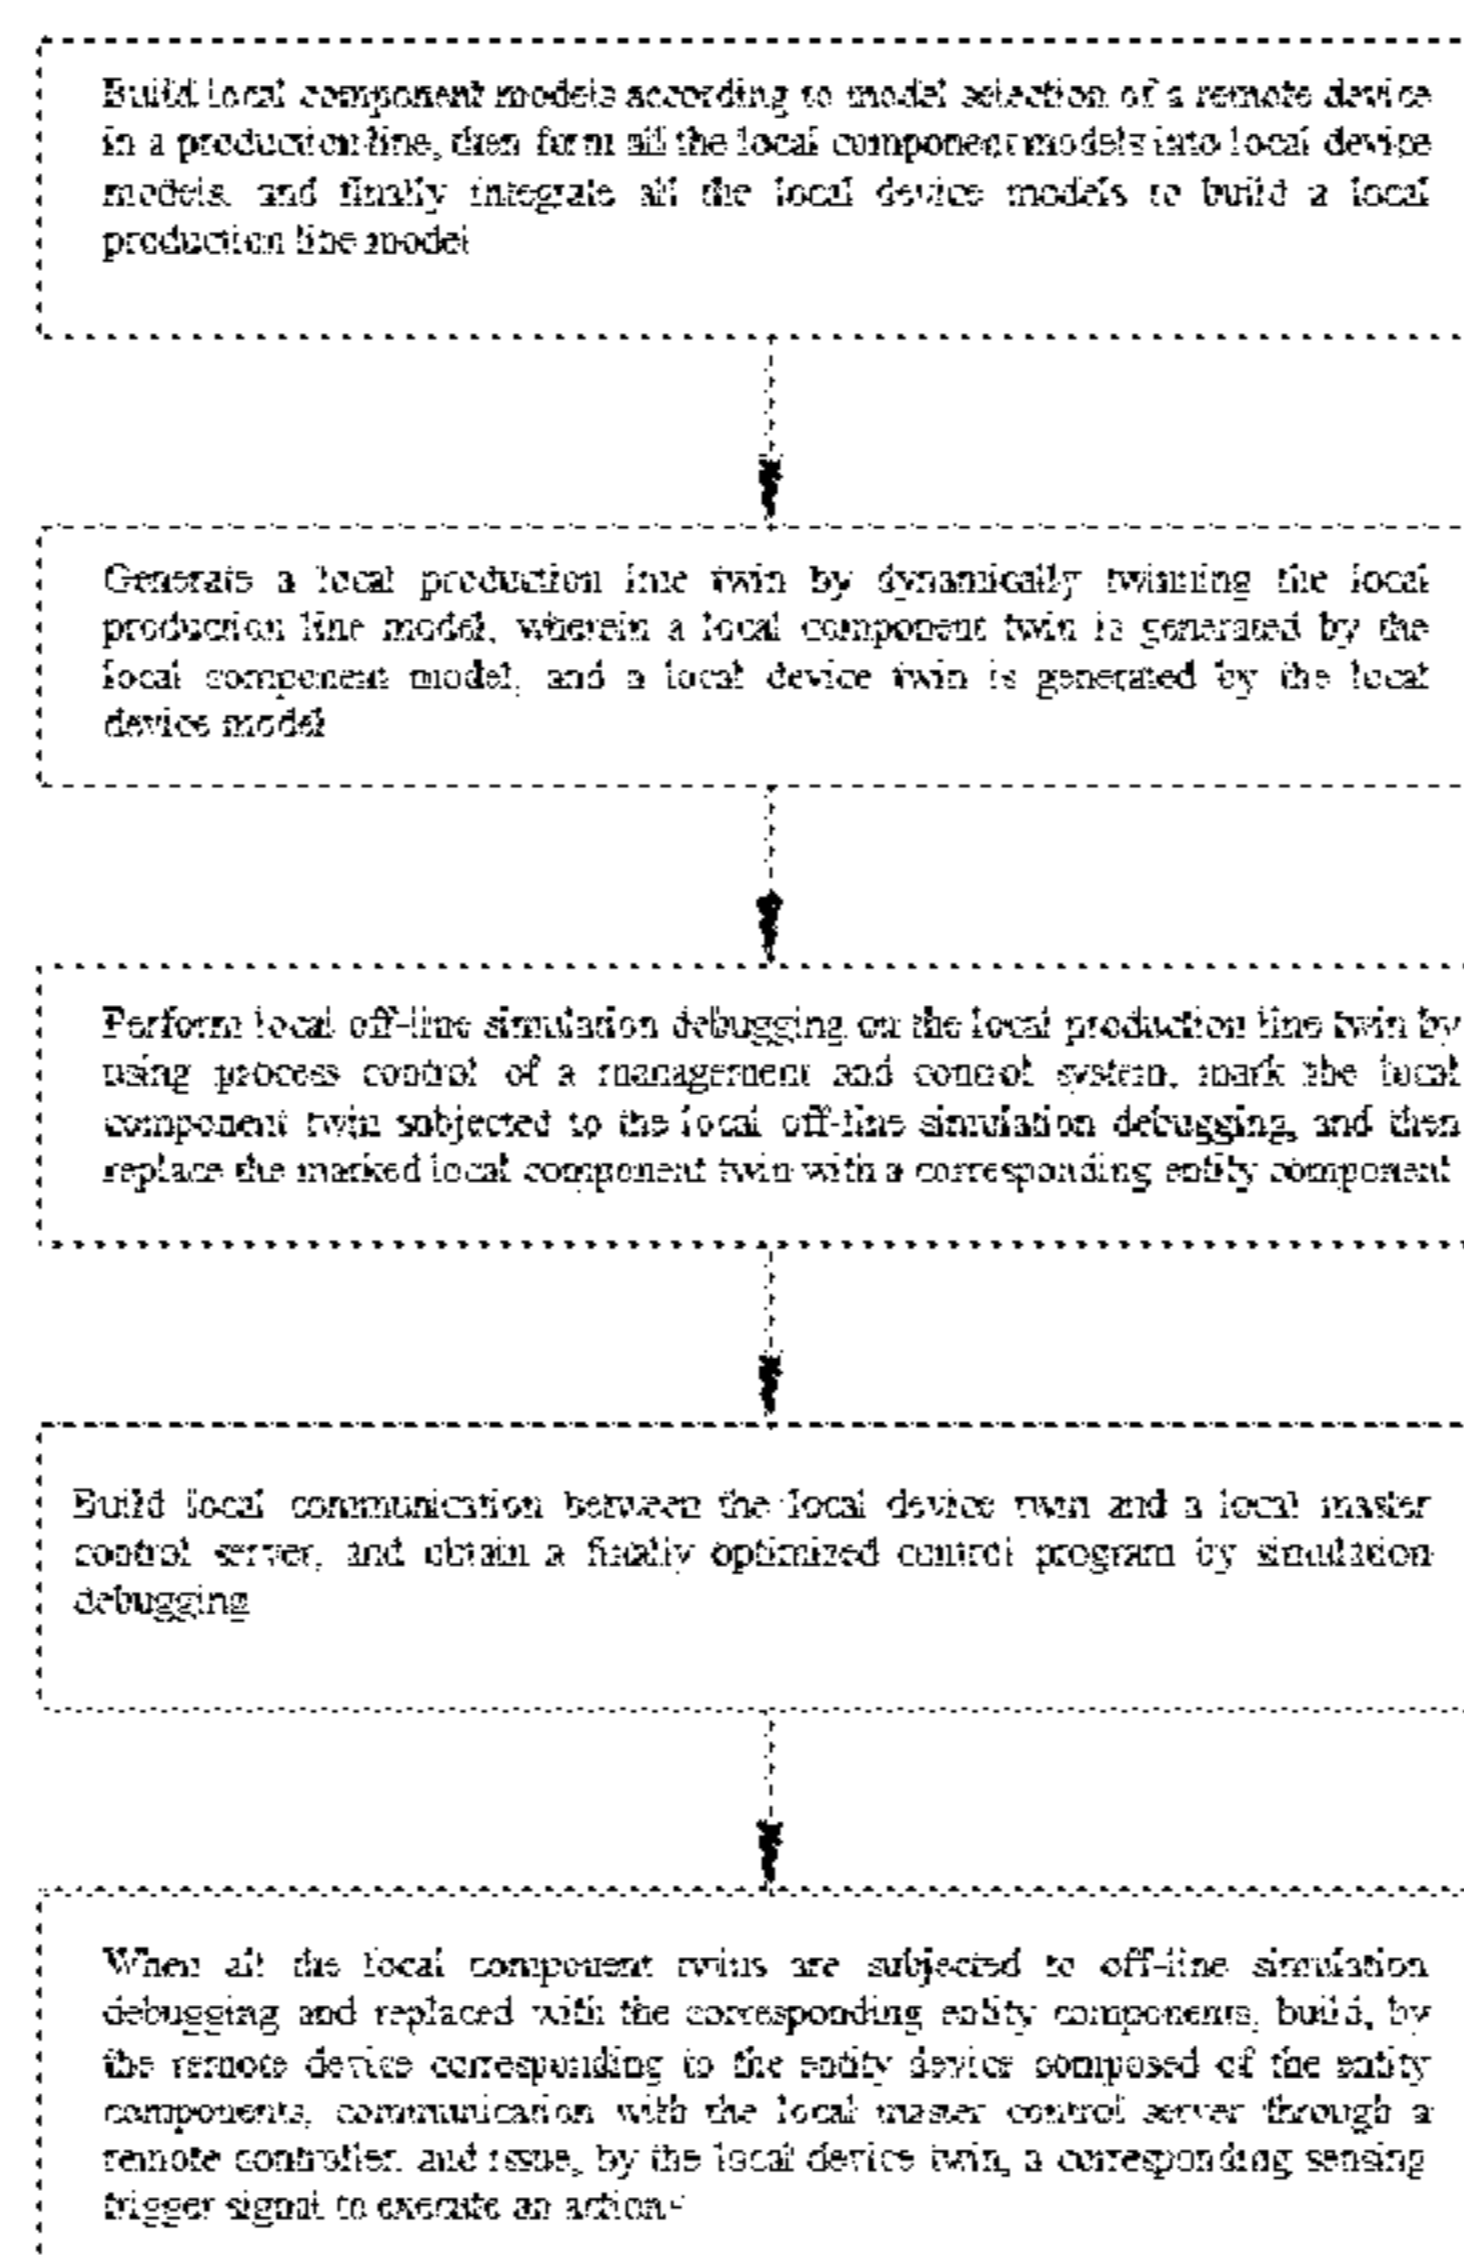 Build local component models according to model selection of a remote device
in a production line, then form all the local component models into local device
models, and finally integrate all the local device models to build a local
production line model
Generate a local production line twin by dynamically twinning the local
production line model, wherein a local component twin is generated by the
local component model, and a local device twin is generated by the local
device model
Perform local off-line simulation debugging on the local production line twin by
using process control of a management and control system, mark the local
component twin subjected to the local off-line simulation debugging, and then
replace the marked local component twin with a corresponding entity component
Build local communication between the local device twin and a local master
control server, and obtain a finally optimized control program by simulation
debugging
When all the local component twins are subjected to off-line simulation
debugging and replaced with the corresponding entity components, build, by
the remote device corresponding to the entity device composed of the entity
components, communication with the local master control server through a
remote controller, and issue, by the local device twin, a corresponding sensing
trigger signal to execute an action